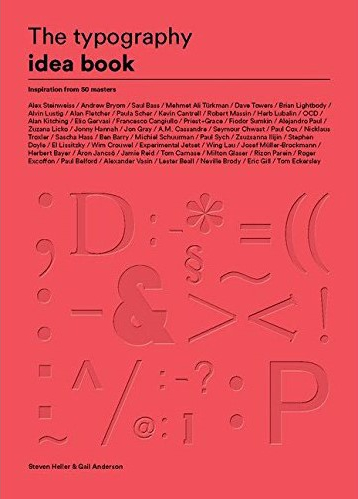 The typography
idea book
Inspiration from 50 masters
Alex Steinweiss / Andrew Byrom / Saul Bass / Mehmet Ali Türkman / Dave Towers / Brian Lightbody /
Alvin Lustig / Alan Fletcher / Paula Scher / Kevin Cantrell / Robert Massin / Herb Lubalin / OCD /
Alan Kitching / Elio Gervasi / Francesco Cangiullo / Priest+Grace / Fiodor Sumkin / Alejandro Paul /
Zuzana Licko / Jonny Hannah / Jon Gray / A.M. Cassandre / Seymour Chwast / Paul Cox / Nicklaus
Troxler / Sascha Hass / Ben Barry / Michiel Schuurman / Paul Sych / Zsuzsanna Ilijin / Stephen
Doyle / El Lissitzky / Wim Crouwel / Experimental Jetset / Wing Lau / Josef Müller-Brockmann /
Herbert Bayer / Áron Jancsó / Jamie Reid / Tom Carnase / Milton Glaser / Rizon Parein / Roger
Excoffon / Paul Belford / Alexander Vasin / Lester Beall / Neville Brody / Eric Gill / Tom Eckersley
;D:-*§~=((
:-&><!
:~^/:-?@:]:P
Steven Heller & Gail Anderson